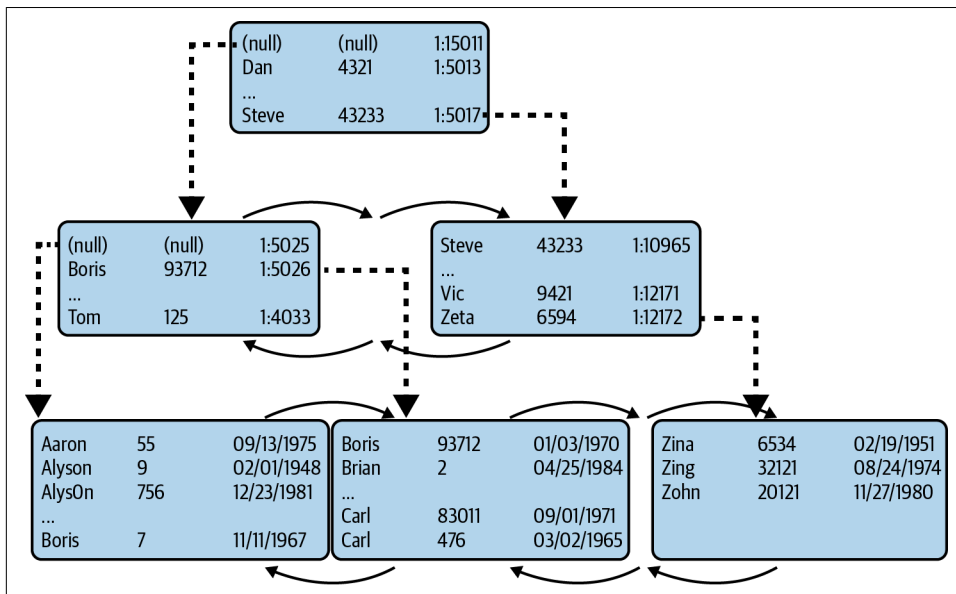 (null) (null) 1:15011
Dan 4321 1:5013
...
Steve 43233 1:5017
(null) (null) 1:5025
Boris 93712 1:5026
...
Tom 125 1:4033
Steve 43233 1:10965
...
Vic 9421 1:12171
Zeta 6594 1:12172
Aaron 55 09/13/1975
Alyson 9 02/01/1948
Alys0n 756 12/23/1981
...
Boris 7 11/11/1967
Boris 93712 01/03/1970
Brian 2 04/25/1984
...
Carl 83011 09/01/1971
Carl 476 03/02/1965
Zina 6534 02/19/1951
Zing 32121 08/24/1974
Zohn 20121 11/27/1980